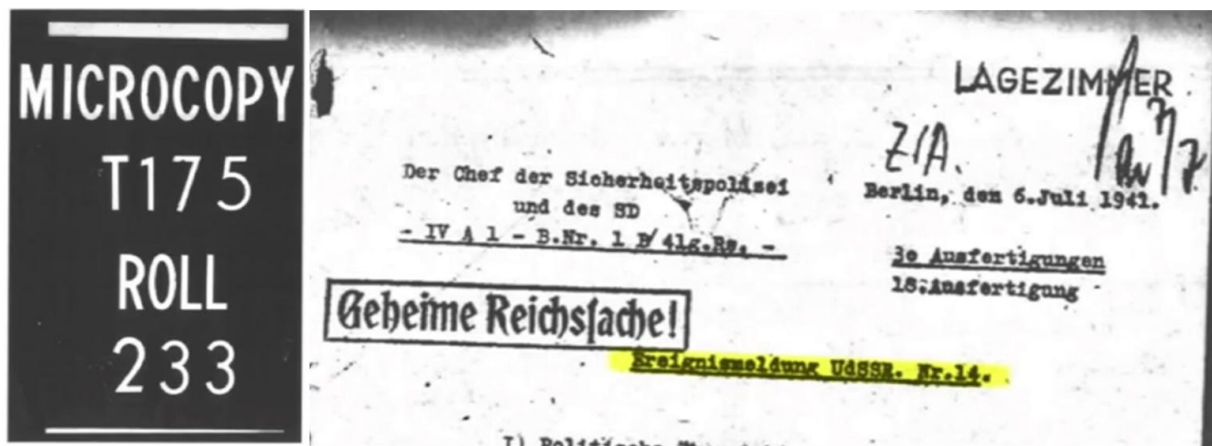 MICROCOPY
T175
ROLL
233
LAGEZIMMER
Z/A.
Der Chef der Sicherheitspolizei
und des SD
- IV A 1 - B.Nr. 1 B/41g.Rs. -
Berlin, den 6.Juli 1941.
30 Ausfertigungen
18.Ausfertigung
Geheime Reichssache!
Ereignismeldung UdSSR. Nr.14.
I) Politische